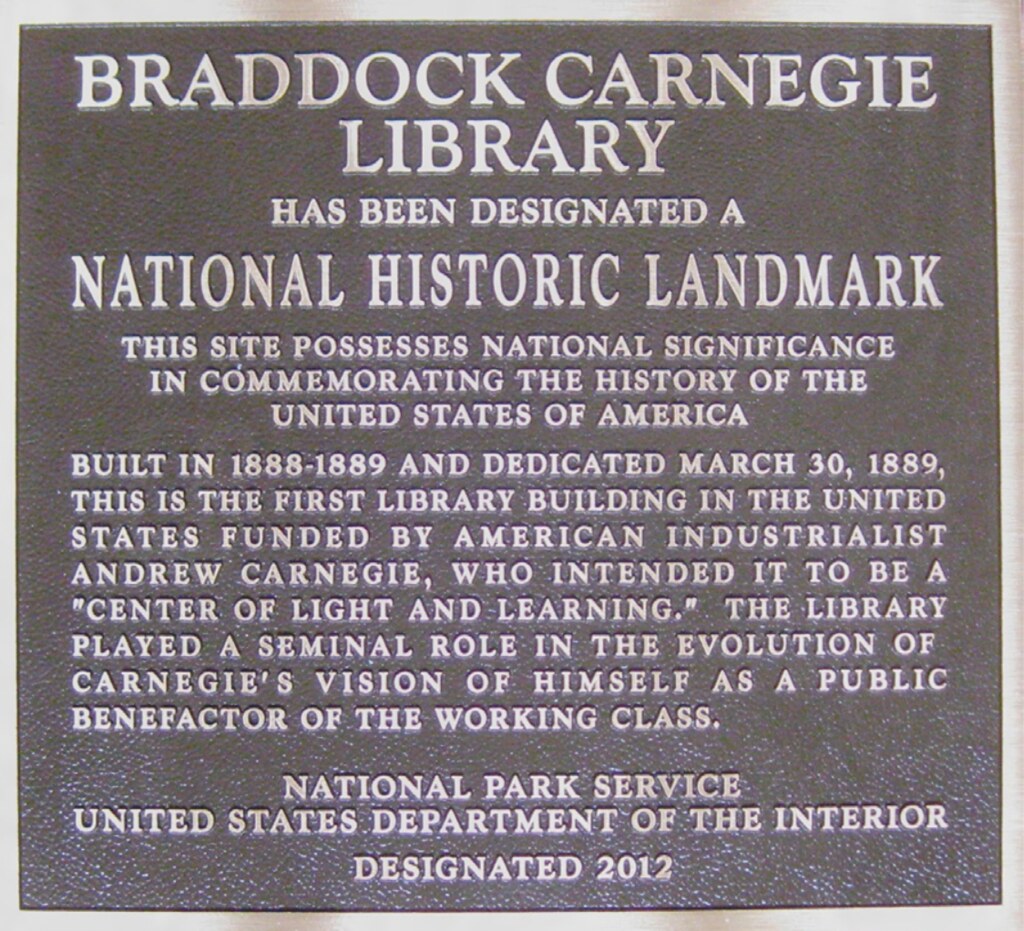 BRADDOCK CARNEGIE
LIBRARY
HAS BEEN DESIGNATED A
NATIONAL HISTORIC LANDMARK
THIS SITE POSSESSES NATIONAL SIGNIFICANCE
IN COMMEMORATING THE HISTORY OF THE
UNITED STATES OF AMERICA
BUILT IN 1888-1889 AND DEDICATED MARCH 30, 1889,
THIS IS THE FIRST LIBRARY BUILDING IN THE UNITED
STATES FUNDED BY AMERICAN INDUSTRIALIST
ANDREW CARNEGIE, WHO INTENDED IT TO BE A
"CENTER OF LIGHT AND LEARNING." THE LIBRARY
PLAYED A SEMINAL ROLE IN THE EVOLUTION OF
CARNEGIE'S VISION OF HIMSELF AS A PUBLIC
BENEFACTOR OF THE WORKING CLASS.
NATIONAL PARK SERVICE
UNITED STATES DEPARTMENT OF THE INTERIOR
DESIGNATED 2012